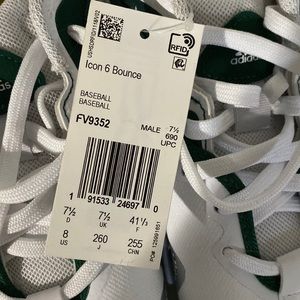 adidas
RFID
Icon 6 Bounce
BASEBALL
BASEBALL
FV9352
MALE 7½
690
UPC
1 91533 24697 0
7½ D
7½ UK
41⅓ F
8 US
260 J
255 CHN